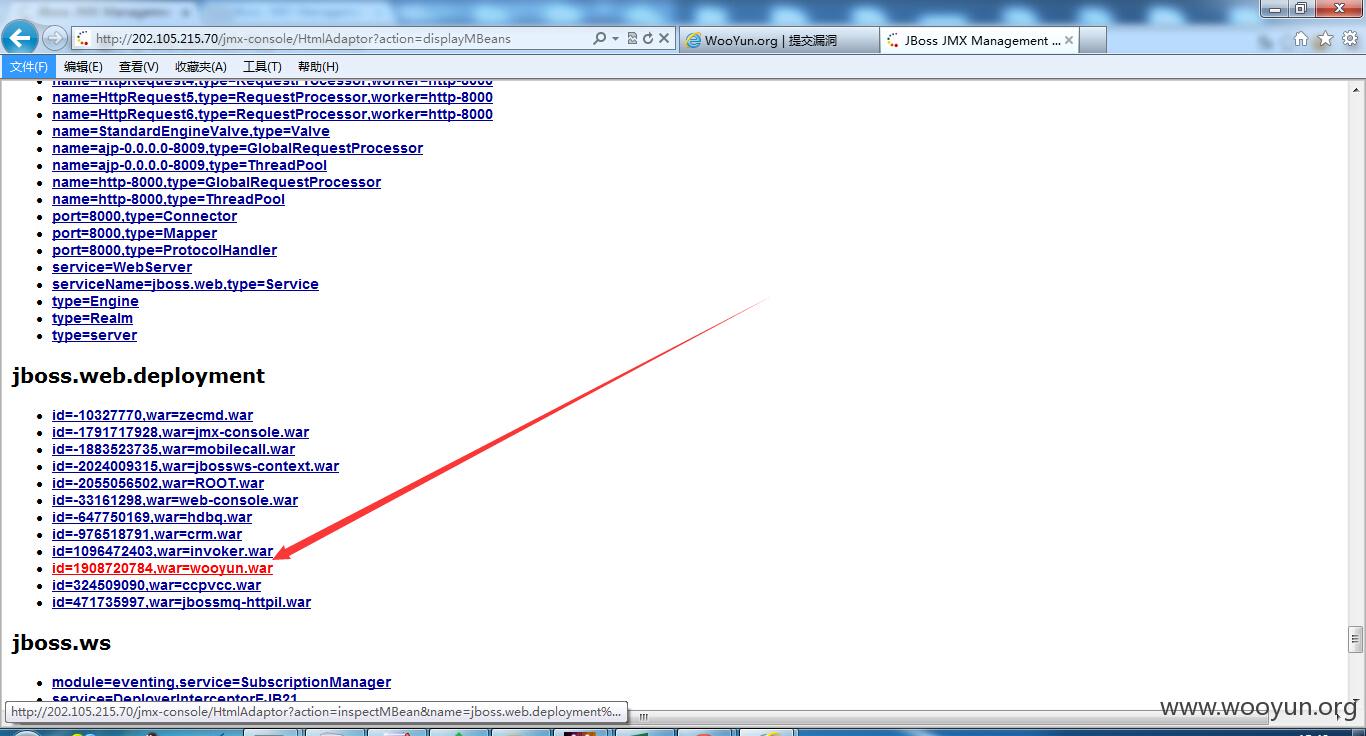 http://202.105.215.70/jmx-console/HtmlAdaptor?action=displayMBeans
WooYun.org | 提交漏洞
JBoss JMX Management ...
文件(F) 编辑(E) 查看(V) 收藏夹(A) 工具(T) 帮助(H)
name=HttpRequest4,type=RequestProcessor,worker=http-8000
name=HttpRequest5,type=RequestProcessor,worker=http-8000
name=HttpRequest6,type=RequestProcessor,worker=http-8000
name=StandardEngineValve,type=Valve
name=ajp-0.0.0.0-8009,type=GlobalRequestProcessor
name=ajp-0.0.0.0-8009,type=ThreadPool
name=http-8000,type=GlobalRequestProcessor
name=http-8000,type=ThreadPool
port=8000,type=Connector
port=8000,type=Mapper
port=8000,type=ProtocolHandler
service=WebServer
serviceName=jboss.web,type=Service
type=Engine
type=Realm
type=server
jboss.web.deployment
id=-10327770,war=zecmd.war
id=-1791717928,war=jmx-console.war
id=-1883523735,war=mobilecall.war
id=-2024009315,war=jbossws-context.war
id=-2055056502,war=ROOT.war
id=-33161298,war=web-console.war
id=-647750169,war=hdbq.war
id=-976518791,war=crm.war
id=1096472403,war=invoker.war
id=1908720784,war=wooyun.war
id=324509090,war=ccpvcc.war
id=471735997,war=jbossmq-httpil.war
jboss.ws
module=eventing,service=SubscriptionManager
service=DeployerInterceptorEJB21
http://202.105.215.70/jmx-console/HtmlAdaptor?action=inspectMBean&name=jboss.web.deployment%...
www.wooyun.org